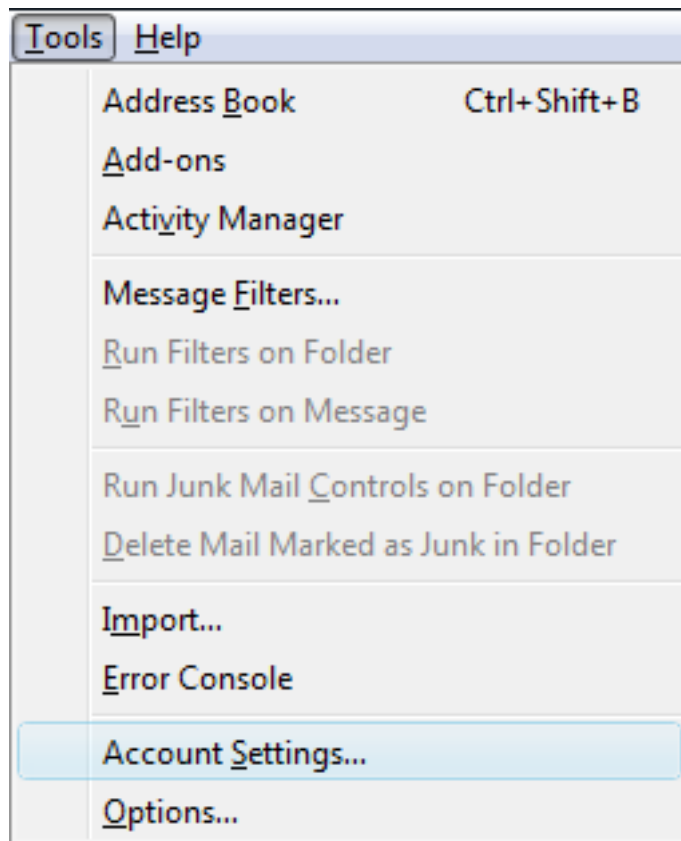 Tools Help
Address Book Ctrl+Shift+B
Add-ons
Activity Manager
Message Filters...
Run Filters on Folder
Run Filters on Message
Run Junk Mail Controls on Folder
Delete Mail Marked as Junk in Folder
Import...
Error Console
Account Settings...
Options...